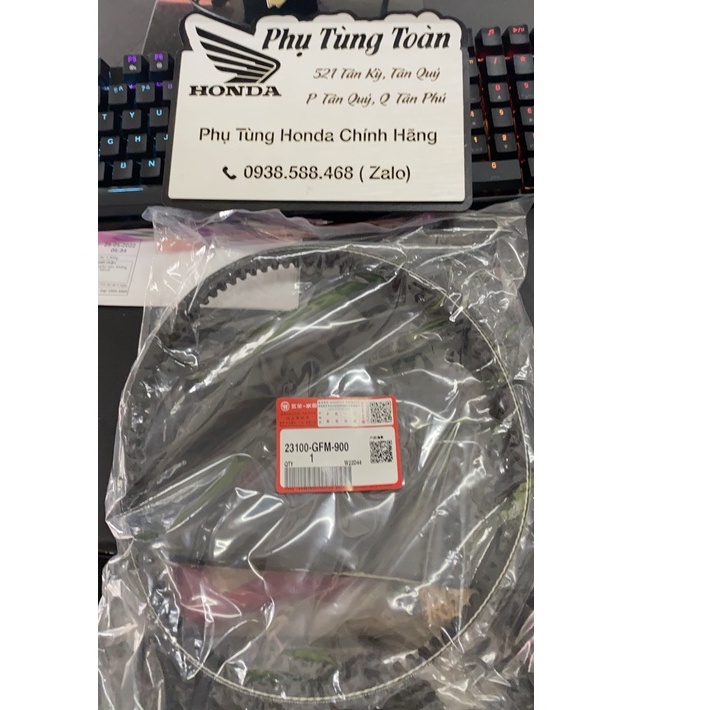 Phụ Tùng Toàn
HONDA
521 Tân Kỳ, Tân Quý
P Tân Quý, Q Tân Phú
Phụ Tùng Honda Chính Hãng
0938.588.468 ( Zalo)
23100-GFM-900
1
QTY